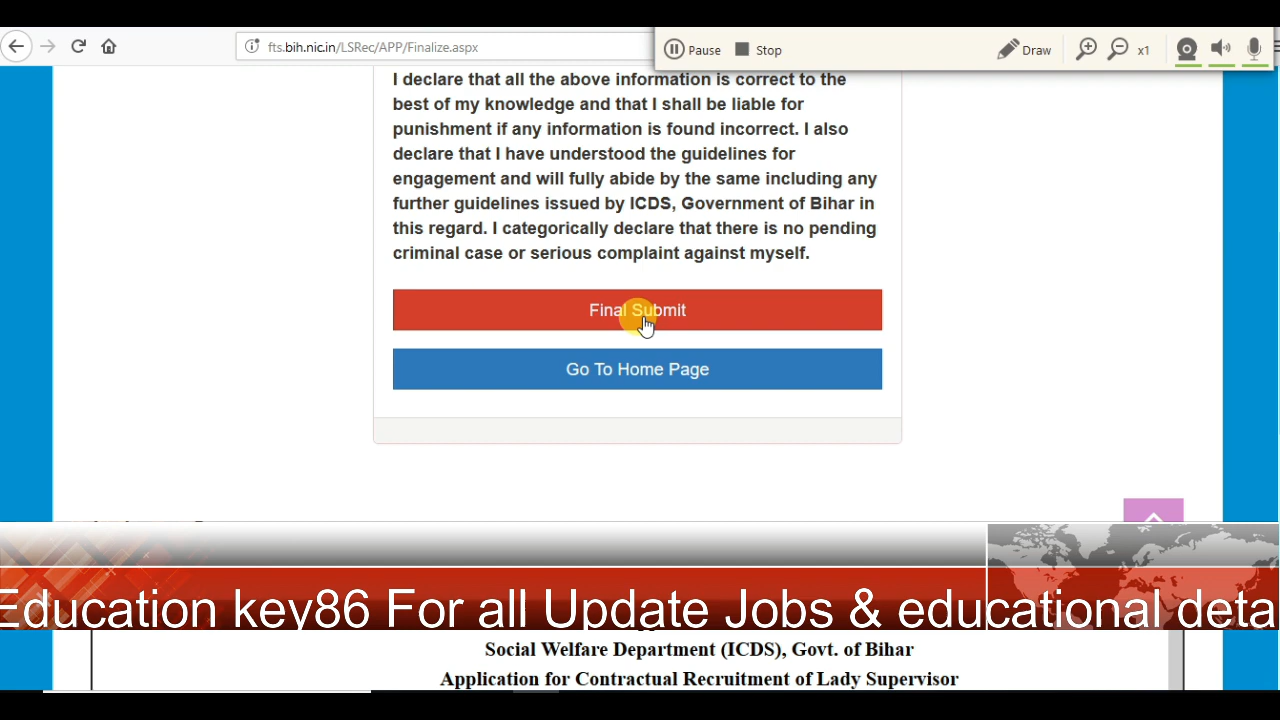 fts.bih.nic.in/LSRec/APP/Finalize.aspx
Pause Stop Draw x1
I declare that all the above information is correct to the
best of my knowledge and that I shall be liable for
punishment if any information is found incorrect. I also
declare that I have understood the guidelines for
engagement and will fully abide by the same including any
further guidelines issued by ICDS, Government of Bihar in
this regard. I categorically declare that there is no pending
criminal case or serious complaint against myself.
Final Submit
Go To Home Page
Education key86 For all Update Jobs & educational deta
Social Welfare Department (ICDS), Govt. of Bihar
Application for Contractual Recruitment of Lady Supervisor